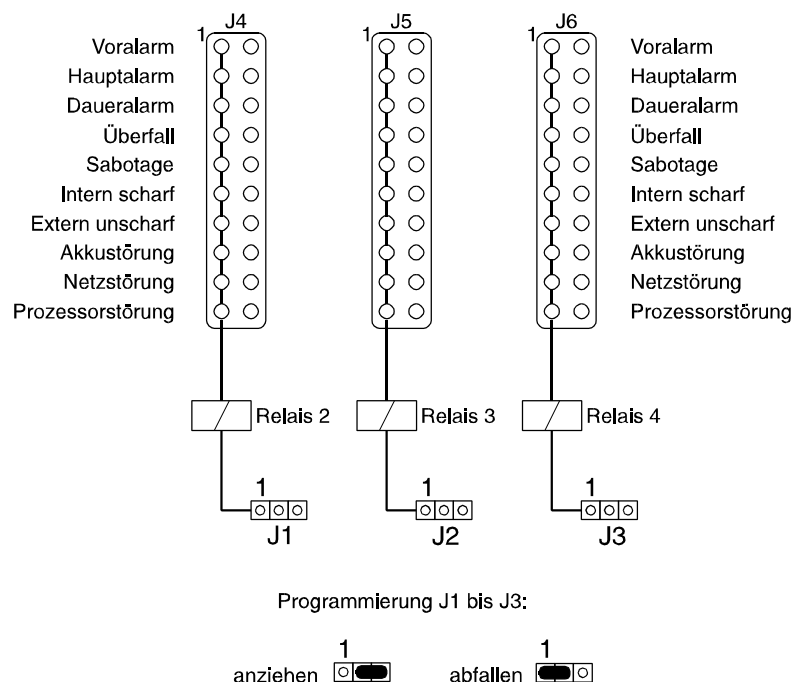 J4 J5 J6
1 1 1
Voralarm Voralarm
Hauptalarm Hauptalarm
Daueralarm Daueralarm
Überfall Überfall
Sabotage Sabotage
Intern scharf Intern scharf
Extern unscharf Extern unscharf
Akkustörung Akkustörung
Netzstörung Netzstörung
Prozessorstörung Prozessorstörung
Relais 2 Relais 3 Relais 4
1 1 1
J1 J2 J3
Programmierung J1 bis J3:
1 1
anziehen abfallen